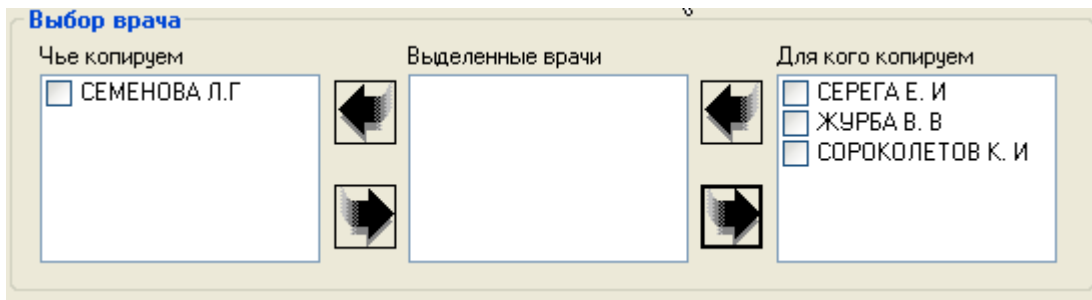 Выбор врача
Чье копируем
Выделенные врачи
Для кого копируем
СЕМЕНОВА Л.Г
СЕРЕГА Е. И
ЖУРБА В. В
СОРОКОЛЕТОВ К. И